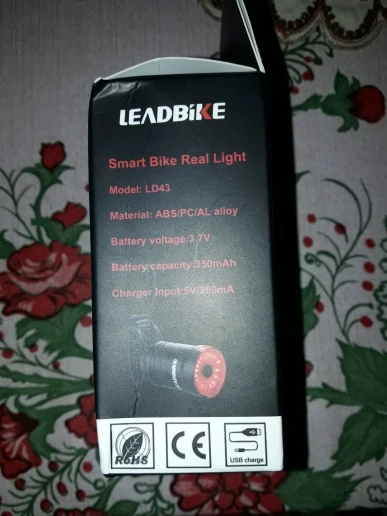 LEADBIKE
Smart Bike Real Light
Model: LD43
Material: ABS/PC/AL alloy
Battery voltage:3.7V
Battery capacity:350mAh
Charger Input:5V/250mA
LEADBIKE
RoHS
CE
USB charge